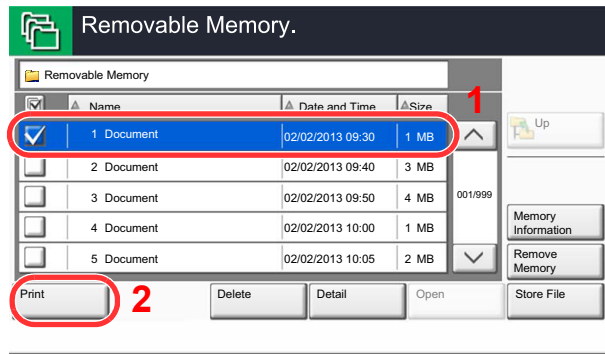 Removable Memory.
Removable Memory
Name Date and Time Size 1
1 Document 02/02/2013 09:30 1 MB
Up
2 Document 02/02/2013 09:40 3 MB
3 Document 02/02/2013 09:50 4 MB 001/999
4 Document 02/02/2013 10:00 1 MB
Memory
Information
5 Document 02/02/2013 10:05 2 MB
Remove
Memory
Print 2 Delete Detail Open Store File